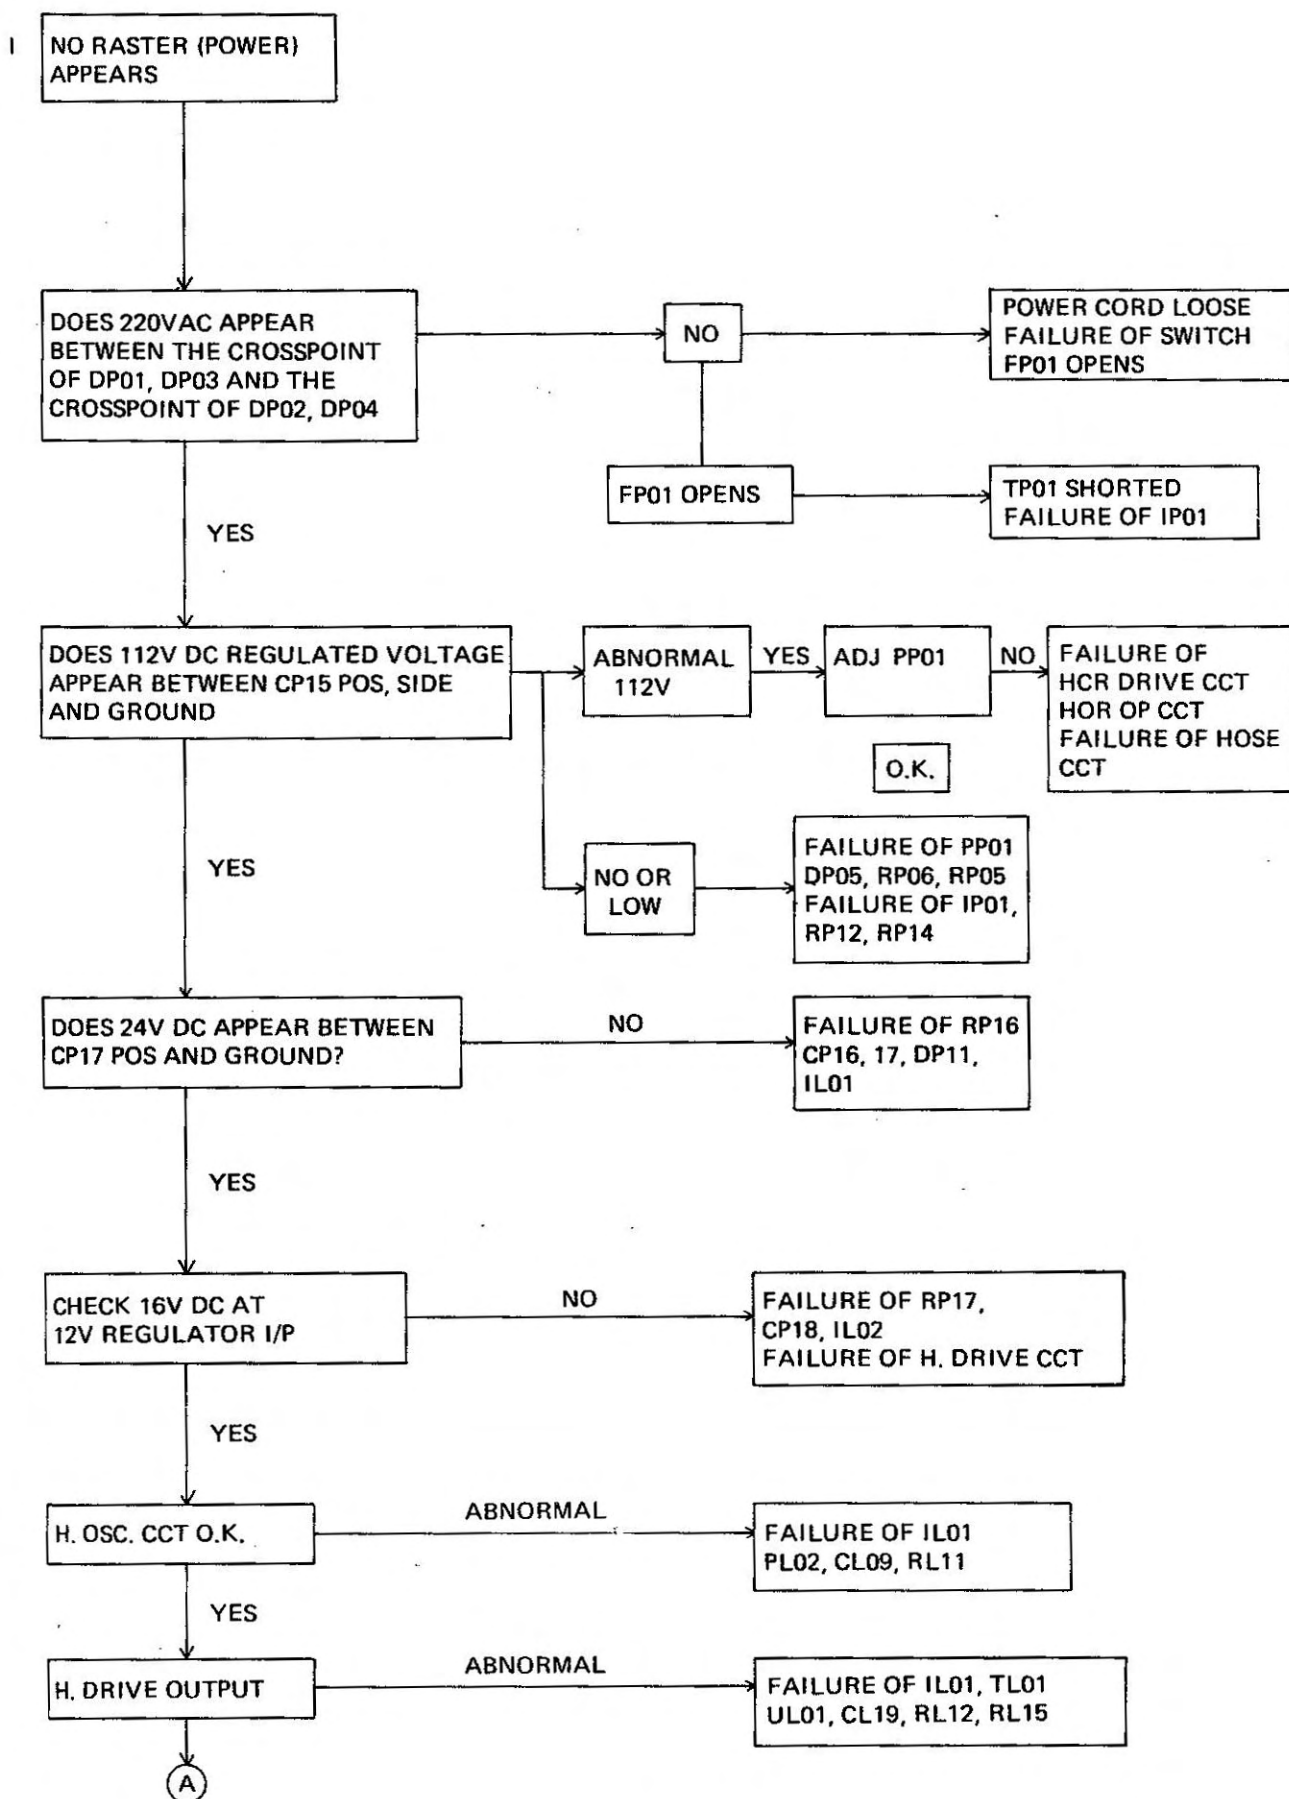 I
NO RASTER (POWER)
APPEARS
DOES 220VAC APPEAR
BETWEEN THE CROSSPOINT
OF DP01, DP03 AND THE
CROSSPOINT OF DP02, DP04
NO
POWER CORD LOOSE
FAILURE OF SWITCH
FP01 OPENS
FP01 OPENS
TP01 SHORTED
FAILURE OF IP01
YES
DOES 112V DC REGULATED VOLTAGE
APPEAR BETWEEN CP15 POS, SIDE
AND GROUND
ABNORMAL
112V
YES
ADJ PP01
NO
FAILURE OF
HCR DRIVE CCT
HOR OP CCT
FAILURE OF HOSE
CCT
O.K.
YES
NO OR
LOW
FAILURE OF PP01
DP05, RP06, RP05
FAILURE OF IP01,
RP12, RP14
DOES 24V DC APPEAR BETWEEN
CP17 POS AND GROUND?
NO
FAILURE OF RP16
CP16, 17, DP11,
IL01
YES
CHECK 16V DC AT
12V REGULATOR I/P
NO
FAILURE OF RP17,
CP18, IL02
FAILURE OF H. DRIVE CCT
YES
H. OSC. CCT O.K.
ABNORMAL
FAILURE OF IL01
PL02, CL09, RL11
YES
H. DRIVE OUTPUT
ABNORMAL
FAILURE OF IL01, TL01
UL01, CL19, RL12, RL15
A